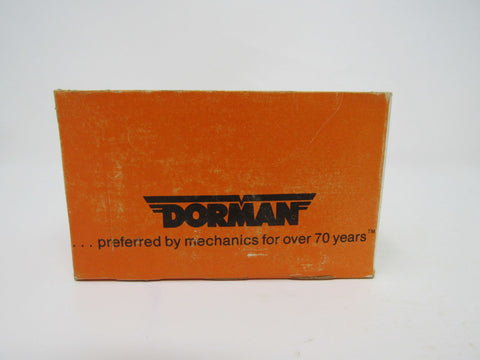 DORMAN
... preferred by mechanics for over 70 years™